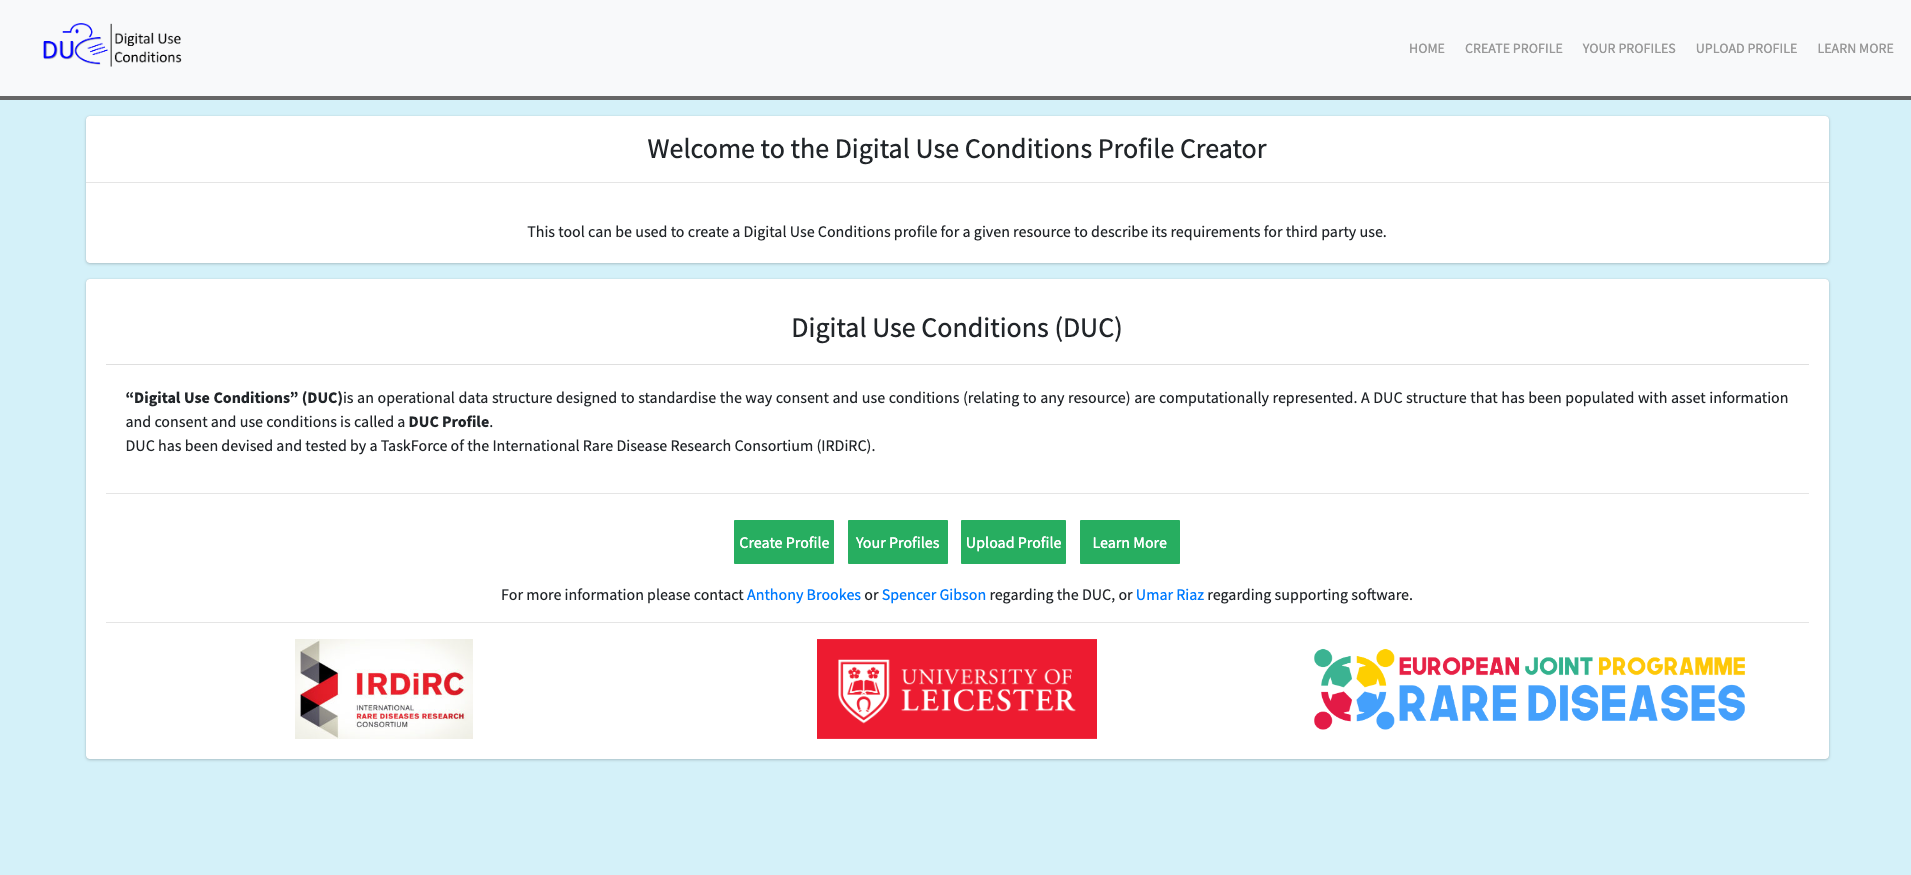 DUC
Digital Use
Conditions
HOME CREATE PROFILE YOUR PROFILES UPLOAD PROFILE LEARN MORE
Welcome to the Digital Use Conditions Profile Creator
This tool can be used to create a Digital Use Conditions profile for a given resource to describe its requirements for third party use.
Digital Use Conditions (DUC)
“Digital Use Conditions” (DUC)is an operational data structure designed to standardise the way consent and use conditions (relating to any resource) are computationally represented. A DUC structure that has been populated with asset information
and consent and use conditions is called a DUC Profile.
DUC has been devised and tested by a TaskForce of the International Rare Disease Research Consortium (IRDiRC).
Create Profile Your Profiles Upload Profile Learn More
For more information please contact Anthony Brookes or Spencer Gibson regarding the DUC, or Umar Riaz regarding supporting software.
IRDiRC
INTERNATIONAL
RARE DISEASES RESEARCH
CONSORTIUM
UNIVERSITY OF
LEICESTER
EUROPEAN JOINT PROGRAMME
RARE DISEASES